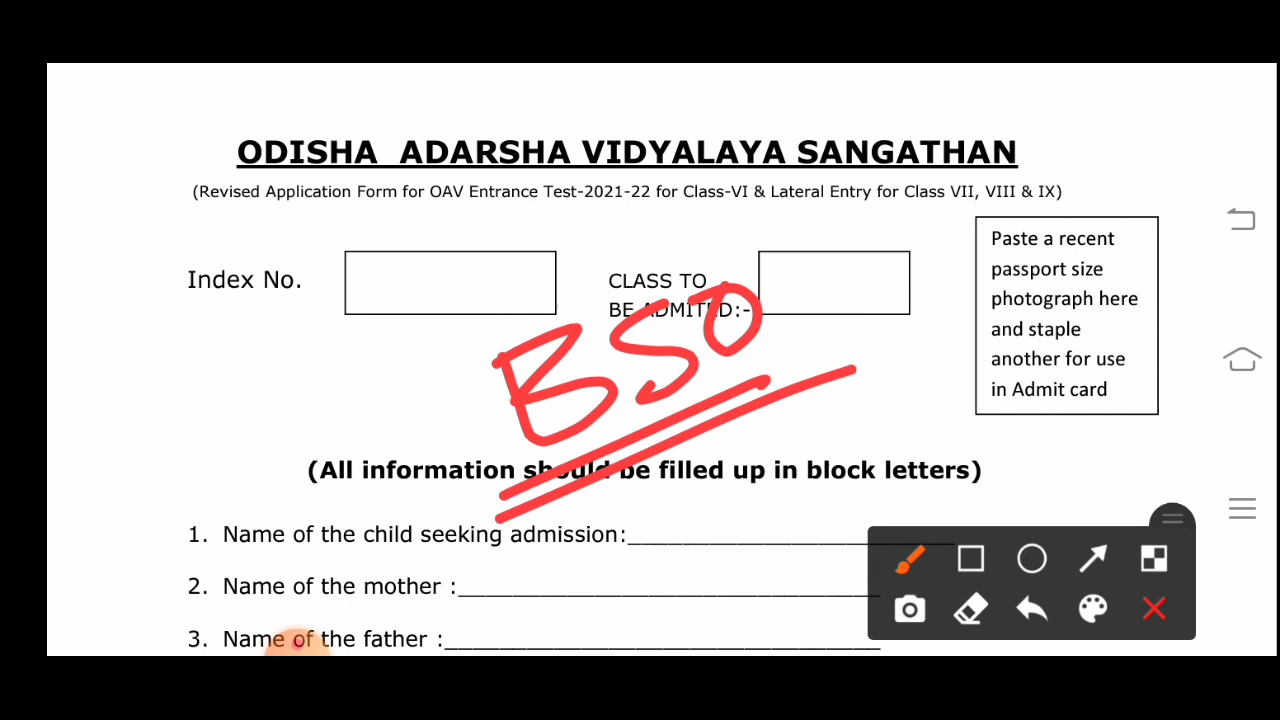 ODISHA ADARSHA VIDYALAYA SANGATHAN
(Revised Application Form for OAV Entrance Test-2021-22 for Class-VI & Lateral Entry for Class VII, VIII & IX)
Index No.
CLASS TO
BE ADMITED:-
Paste a recent
passport size
photograph here
and staple
another for use
in Admit card
BSO
(All information should be filled up in block letters)
1. Name of the child seeking admission:
2. Name of the mother :
3. Name of the father :